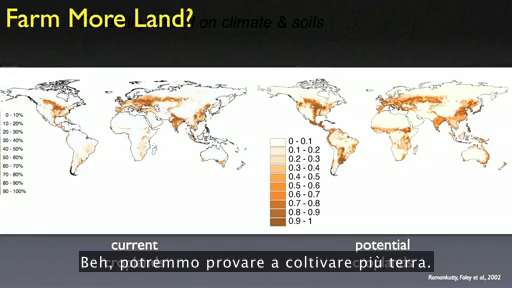 Farm More Land?
on climate & soils
0 - 10%
10 - 20%
20 - 30%
30 - 40%
40 - 50%
50 - 60%
60 - 70%
70 - 80%
80 - 90%
90 - 100%
0 - 0.1
0.1 - 0.2
0.2 - 0.3
0.3 - 0.4
0.4 - 0.5
0.5 - 0.6
0.6 - 0.7
0.7 - 0.8
0.8 - 0.9
0.9 - 1
current
potential
Beh, potremmo provare a coltivare più terra.
Ramankutty, Foley et al., 2002